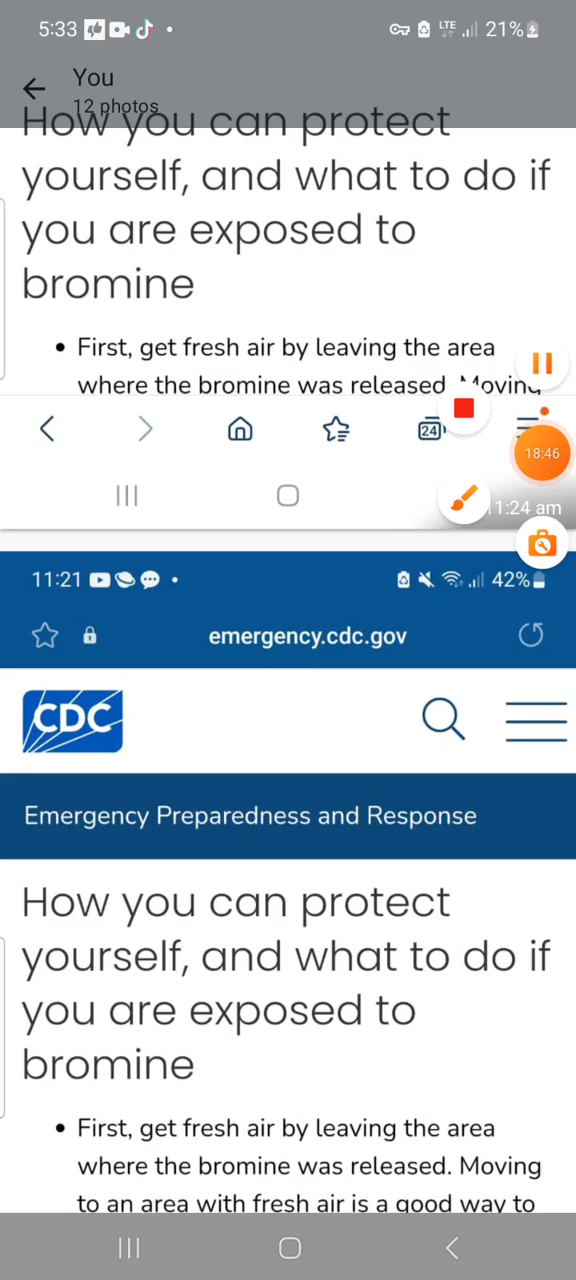 5:33 LTE 21%
You
12 photos
How you can protect
yourself, and what to do if
you are exposed to
bromine
• First, get fresh air by leaving the area
where the bromine was released. Moving
24
18:46
11:24 am
11:21 42%
emergency.cdc.gov
CDC
Emergency Preparedness and Response
How you can protect
yourself, and what to do if
you are exposed to
bromine
• First, get fresh air by leaving the area
where the bromine was released. Moving
to an area with fresh air is a good way to